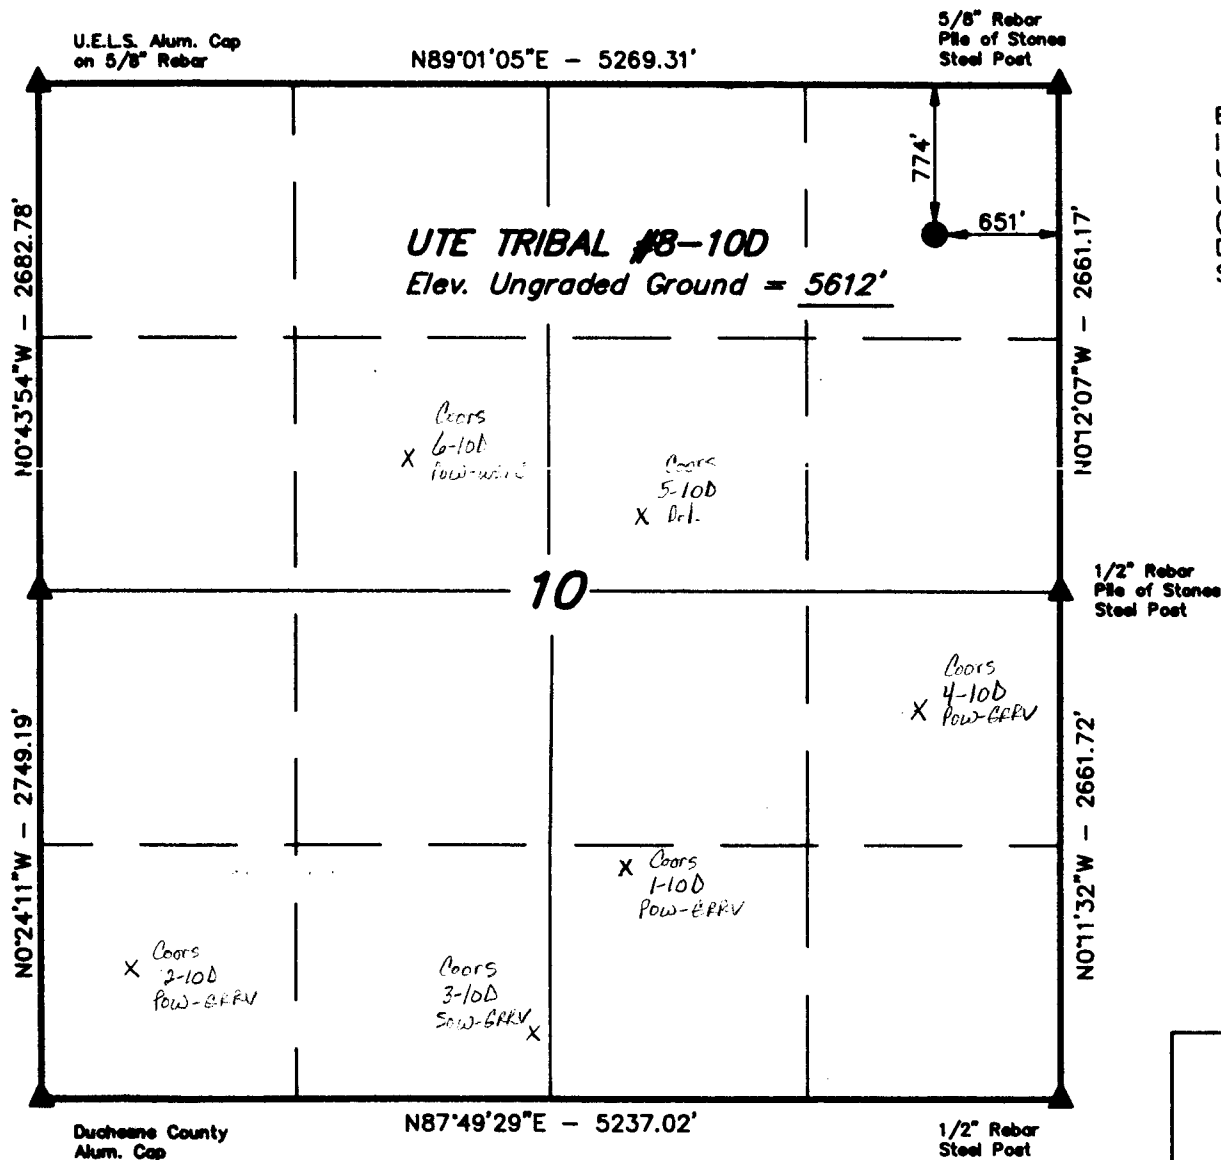 U.E.L.S. Alum. Cap
on 5/8" Rebar
N89°01'05"E – 5269.31'
5/8" Rebar
Pile of Stones
Steel Post
774'
651'
N0°43'54"W – 2682.78'
UTE TRIBAL #8-10D
Elev. Ungraded Ground = 5612'
N0°12'07"W – 2661.17'
Coors
6-10D
Coors
5-10D
Drl.
10
1/2" Rebar
Pile of Stones
Steel Post
Coors
4-10D
POW-GRRV
N0°24'11"W – 2749.19'
N0°11'32"W – 2661.72'
Coors
1-10D
POW-GRRV
Coors
2-10D
POW-GRRV
Coors
3-10D
SOW-GRRV
N87°49'29"E – 5237.02'
Duchesne County
Alum. Cap
1/2" Rebar
Steel Post